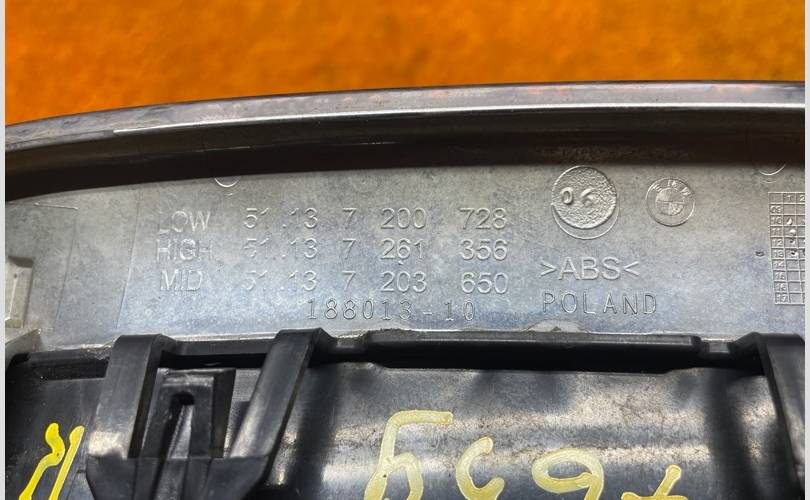 LOW 51.13 7 200 728
HIGH 51.13 7 261 356
MID 51.13 7 203 650
188013-10
06
>ABS<
POLAND